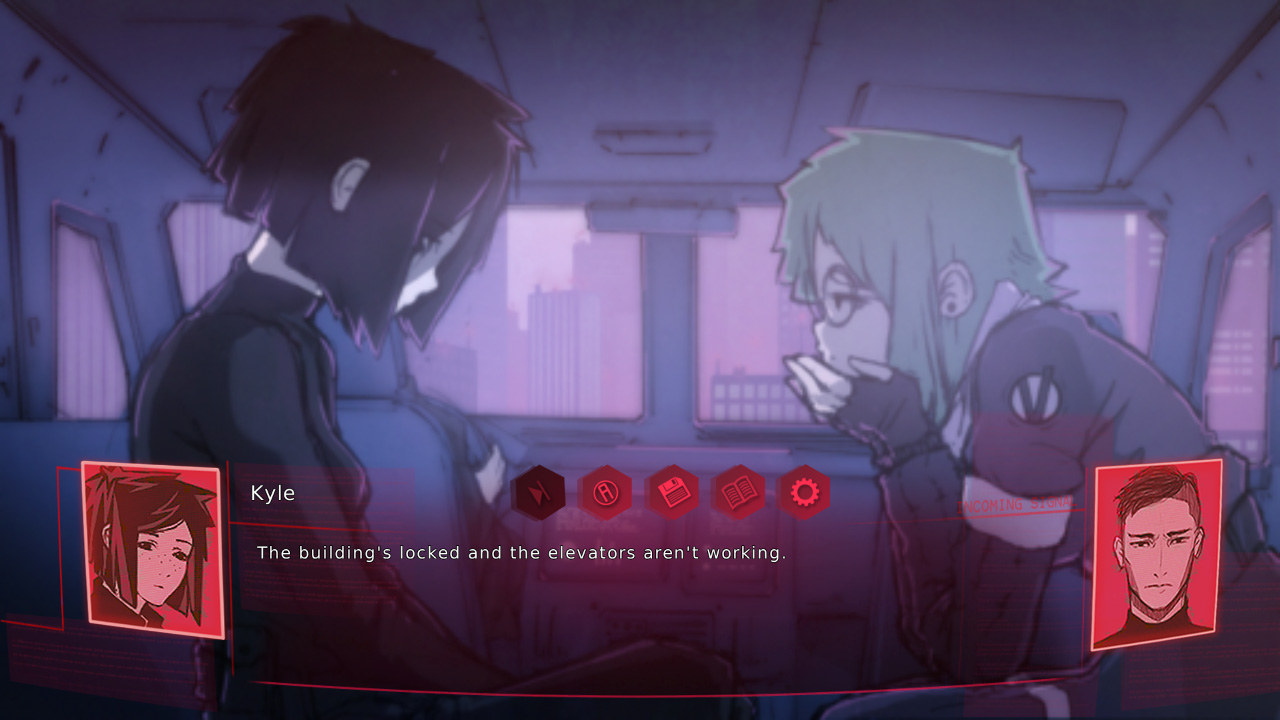 Kyle
INCOMING SIGNAL
The building's locked and the elevators aren't working.